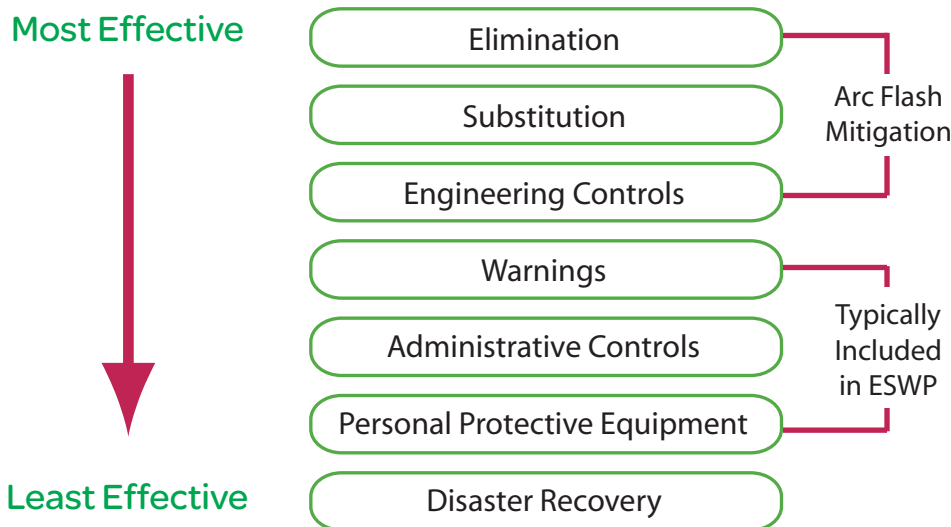 Most Effective
Elimination
Substitution
Engineering Controls
Arc Flash
Mitigation
Warnings
Administrative Controls
Personal Protective Equipment
Typically
Included
in ESWP
Least Effective
Disaster Recovery